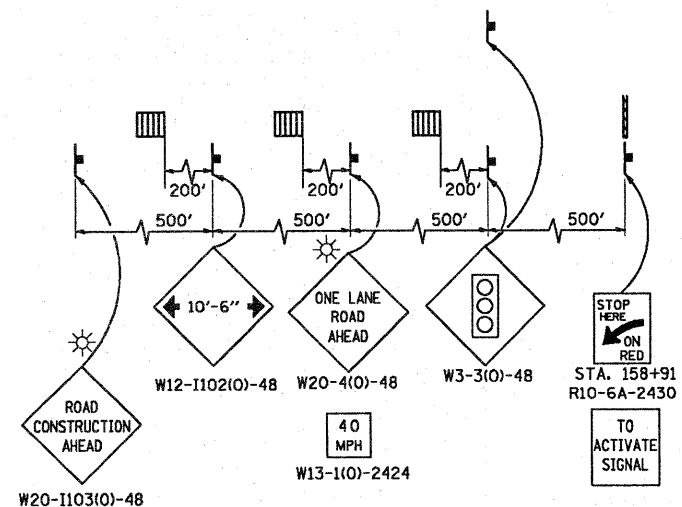 200' 200' 200'
500' 500' 500' 500'
10'-6"
W12-I102(O)-48
ONE LANE
ROAD
AHEAD
W20-4(O)-48
40
MPH
W13-1(O)-2424
W3-3(O)-48
STOP
HERE
ON
RED
STA. 158+91
R10-6A-2430
TO
ACTIVATE
SIGNAL
ROAD
CONSTRUCTION
AHEAD
W20-I103(O)-48